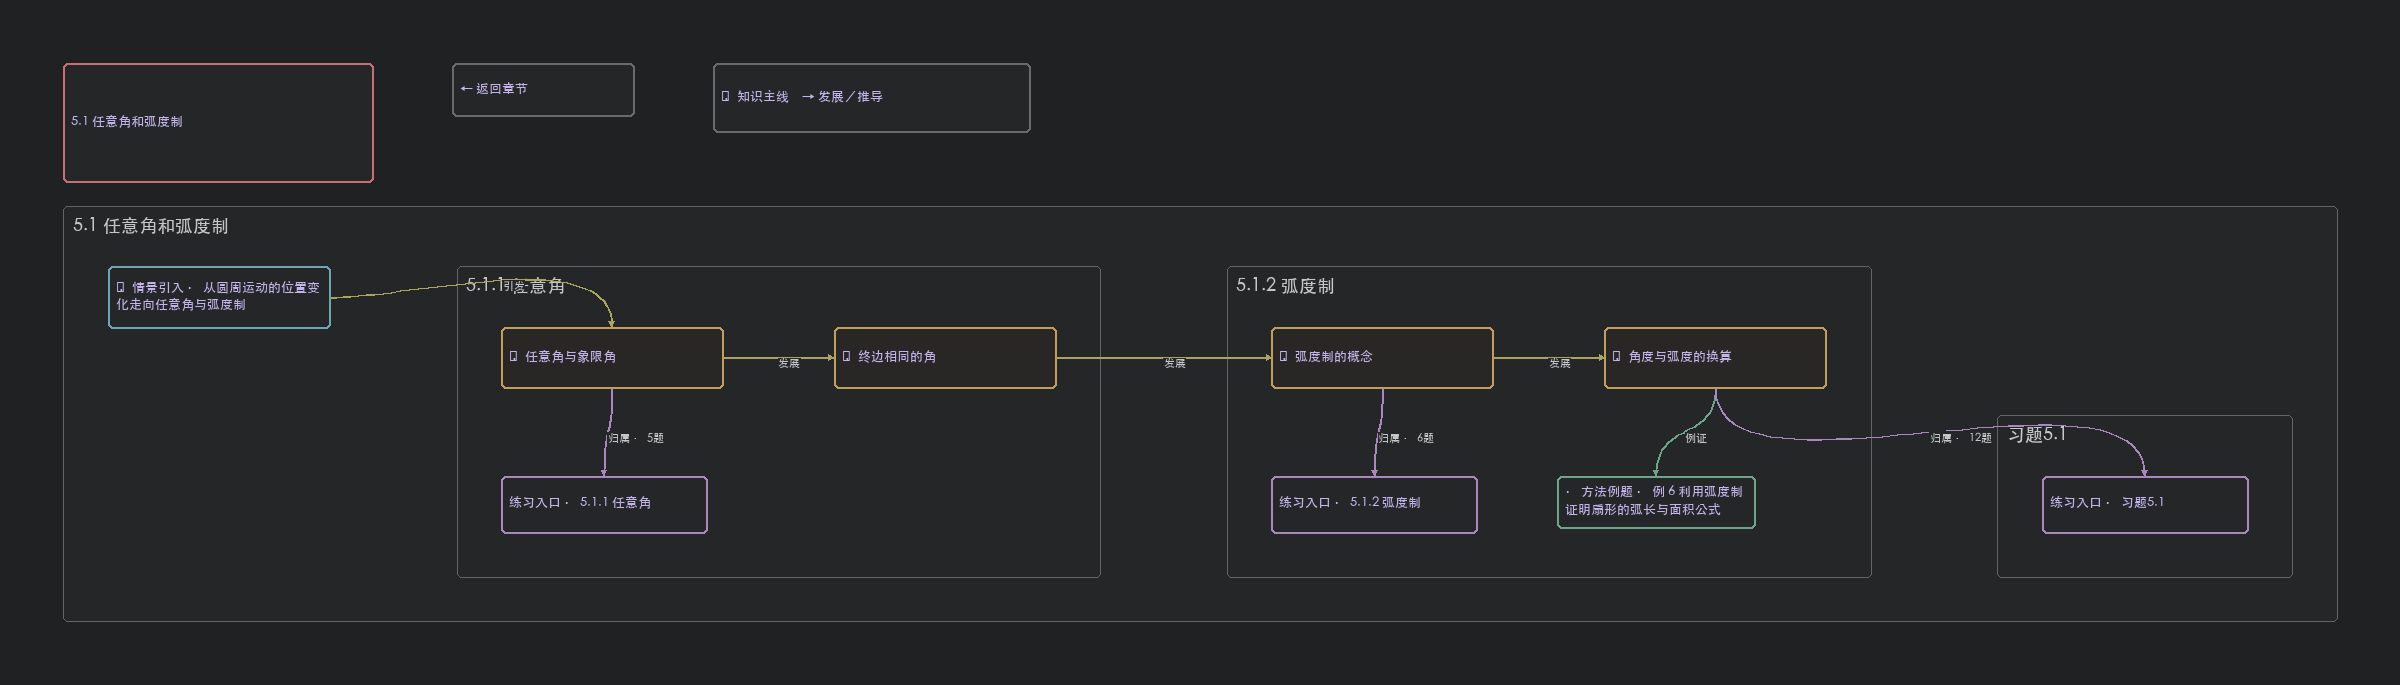 5.1 任意角和弧度制
← 返回章节
知识主线 → 发展／推导
5.1 任意角和弧度制
情景引入· 从圆周运动的位置变
化走向任意角与弧度制
引发
5.1.1 任意角
任意角与象限角
发展
终边相同的角
发展
5.1.2 弧度制
弧度制的概念
发展
角度与弧度的换算
归属· 5题
归属· 6题
例证
归属· 12题
习题5.1
练习入口· 5.1.1 任意角
练习入口· 5.1.2 弧度制
· 方法例题· 例 6 利用弧度制
证明扇形的弧长与面积公式
练习入口· 习题5.1